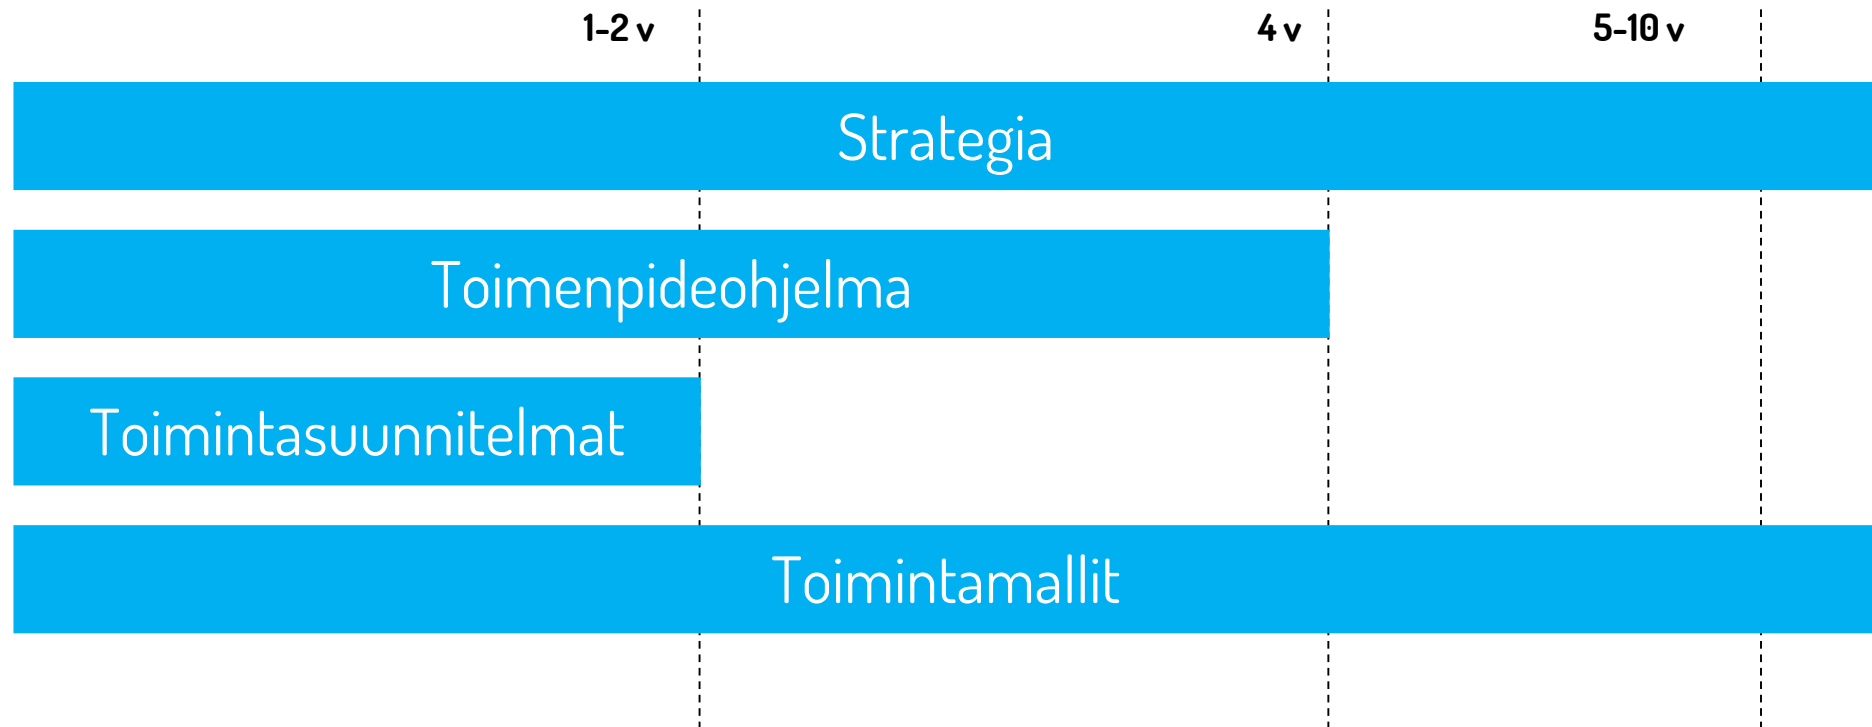 1-2 v
4 v
5-10 v
Strategia
Toimenpideohjelma
Toimintasuunnitelmat
Toimintamallit